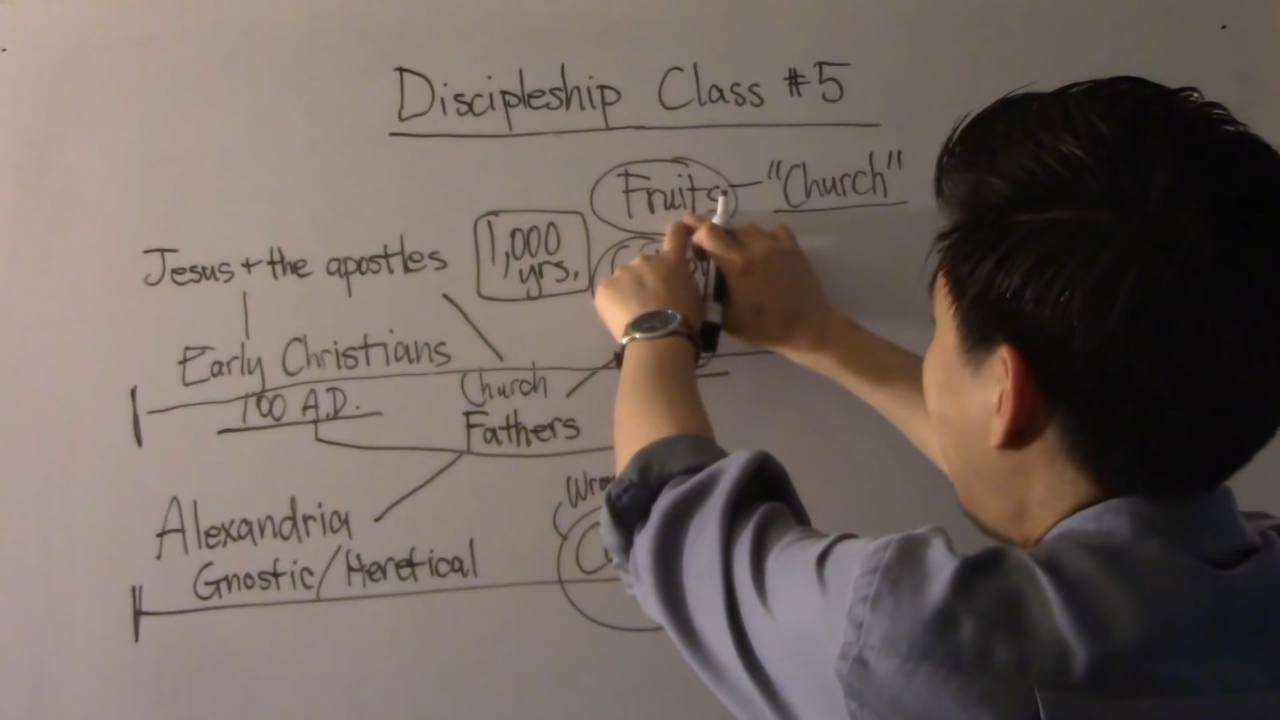 Discipleship Class #5
Fruits - "Church"
1,000
yrs.
Jesus + the apostles
Early Christians
100 A.D.
Church
Fathers
Alexandria
Gnostic/Heretical